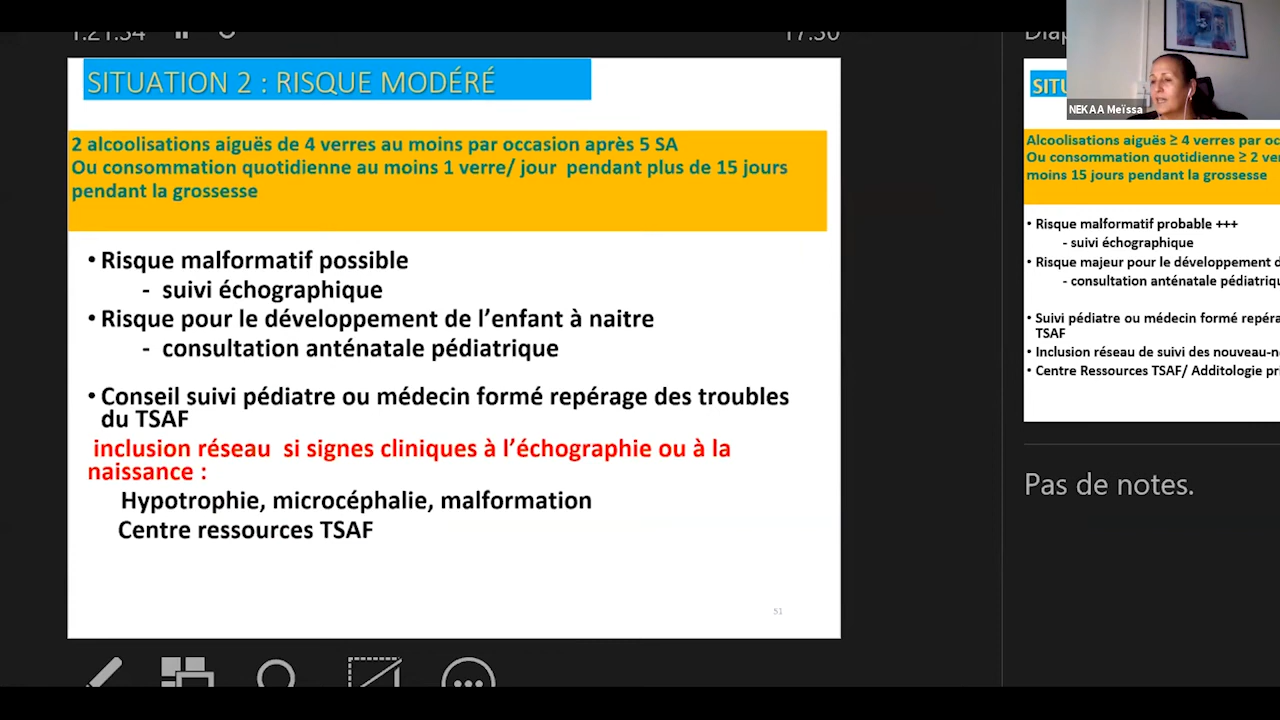 1:21:34
17:30
SITUATION 2 : RISQUE MODÉRÉ
2 alcoolisations aiguës de 4 verres au moins par occasion après 5 SA
Ou consommation quotidienne au moins 1 verre/ jour pendant plus de 15 jours
pendant la grossesse
• Risque malformatif possible
- suivi échographique
• Risque pour le développement de l’enfant à naitre
- consultation anténatale pédiatrique
• Conseil suivi pédiatre ou médecin formé repérage des troubles
du TSAF
inclusion réseau si signes cliniques à l’échographie ou à la
naissance :
Hypotrophie, microcéphalie, malformation
Centre ressources TSAF
51
NEKAA Meïssa
Alcoolisations aiguës ≥ 4 verres par
Ou consommation quotidienne ≥ 2
moins 15 jours pendant la grossesse
• Risque malformatif probable +++
- suivi échographique
• Risque majeur pour le développement
- consultation anténatale
• Suivi pédiatre ou médecin formé
TSAF
• Inclusion réseau de suivi des
• Centre Ressources TSAF/ Additologie
Pas de notes.